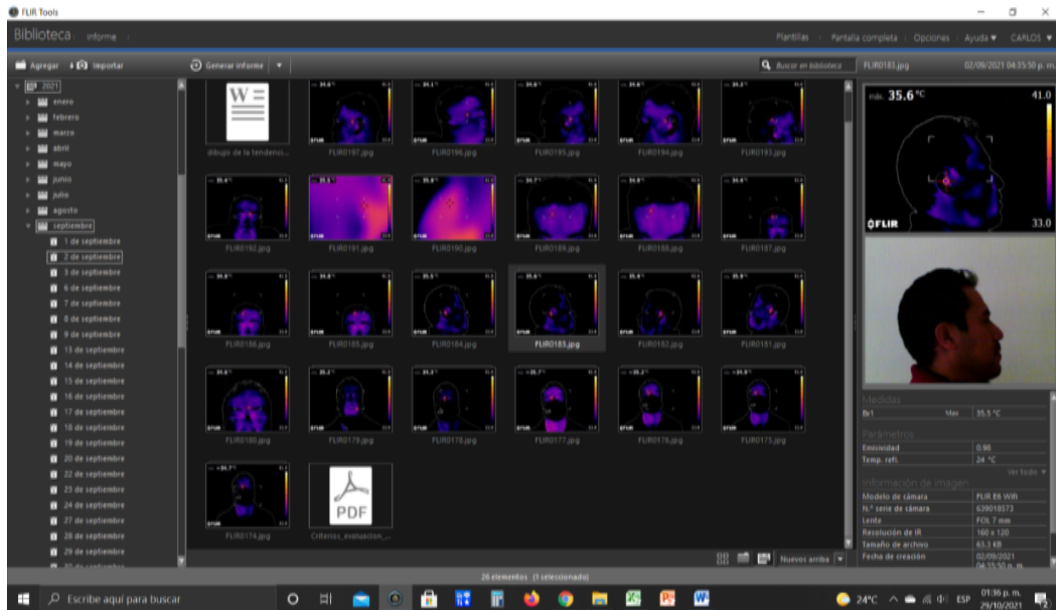 FLIR Tools
Biblioteca informe
Plantillas Pantalla completa Opciones Ayuda CARLOS
Agregar Importar
Generar informe
Buscar en biblioteca
FLIR0183.jpg 02/09/2021 04:35:50 p. m.
2021
enero
febrero
marzo
abril
mayo
junio
julio
agosto
septiembre
1 de septiembre
2 de septiembre
3 de septiembre
6 de septiembre
7 de septiembre
8 de septiembre
9 de septiembre
13 de septiembre
14 de septiembre
15 de septiembre
16 de septiembre
17 de septiembre
18 de septiembre
19 de septiembre
20 de septiembre
22 de septiembre
23 de septiembre
24 de septiembre
27 de septiembre
28 de septiembre
29 de septiembre
W
dibujo de la tendenci...
FLIR0197.jpg
FLIR0196.jpg
FLIR0195.jpg
FLIR0194.jpg
FLIR0193.jpg
FLIR0192.jpg
FLIR0191.jpg
FLIR0190.jpg
FLIR0189.jpg
FLIR0188.jpg
FLIR0187.jpg
FLIR0186.jpg
FLIR0185.jpg
FLIR0184.jpg
FLIR0183.jpg
FLIR0182.jpg
FLIR0181.jpg
FLIR0180.jpg
FLIR0179.jpg
FLIR0178.jpg
FLIR0177.jpg
FLIR0176.jpg
FLIR0175.jpg
FLIR0174.jpg
PDF
Criterios_evaluacion_...
máx. 35.6 °C 41.0
FLIR 33.0
Medidas
Bx1 Max 35.5 °C
Parámetros
Emisividad 0.98
Temp. refl. 24 °C
Ver todo
Información de imagen
Modelo de cámara FLIR E6 Wifi
N.º serie de cámara 639018573
Lente FOL 7 mm
Resolución de IR 160 x 120
Tamaño de archivo 63.3 KB
Fecha de creación 02/09/2021
04:35:50 p. m.
Nuevos arriba
26 elementos (1 seleccionado)
Escribe aquí para buscar
24°C ESP 01:36 p. m.
29/10/2021